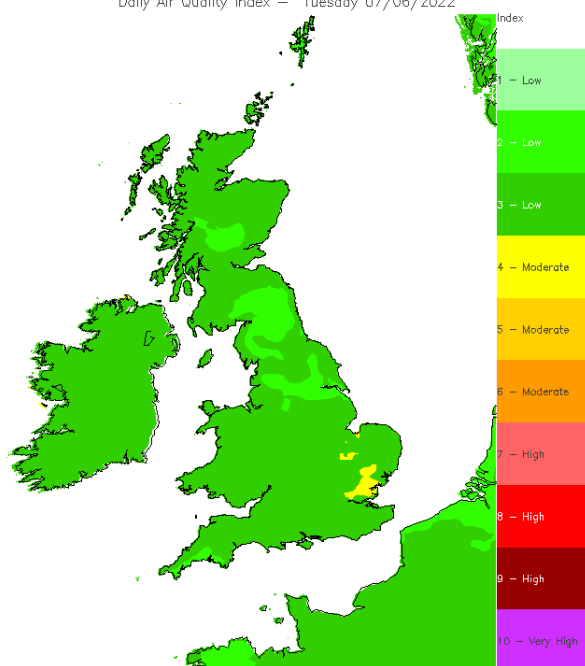 Daily Air Quality Index – Tuesday 07/06/2022
Index
1 – Low
2 – Low
3 – Low
4 – Moderate
5 – Moderate
6 – Moderate
7 – High
8 – High
9 – High
10 – Very High